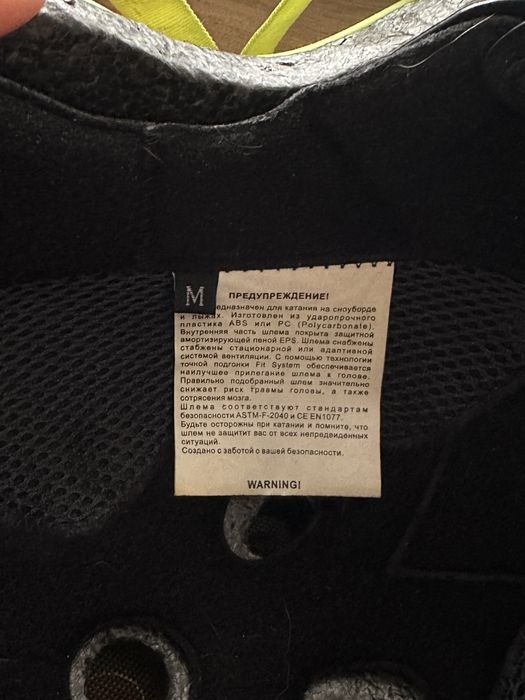 M
ПРЕДУПРЕЖДЕНИЕ!
едназначен для катания на сноуборде
и лыжах. Изготовлен из ударопрочного
пластика ABS или PC (Polycarbonate).
Внутренняя часть шлема покрыта защитной
амортизирующей пеной EPS. Шлема снабжены
стабжены стационарной или адаптивной
системой вентиляции. С помощью технологии
точной подгонки Fit System обеспечивается
наилучшее прилегание шлема к голове.
Правильно подобранный шлем значительно
снижает риск травмы головы, а также
сотрясения мозга.
Шлема соответствуют стандартам
безопасности ASTM-F-2040 и CE EN1077.
Будьте осторожны при катании и помните, что
шлем не защитит вас от всех непредвиденных
ситуаций.
Создано с заботой о вашей безопасности.
WARNING!